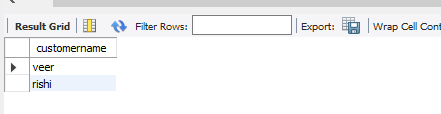 Result Grid Filter Rows: Export: Wrap Cell Cont
customername
veer
rishi